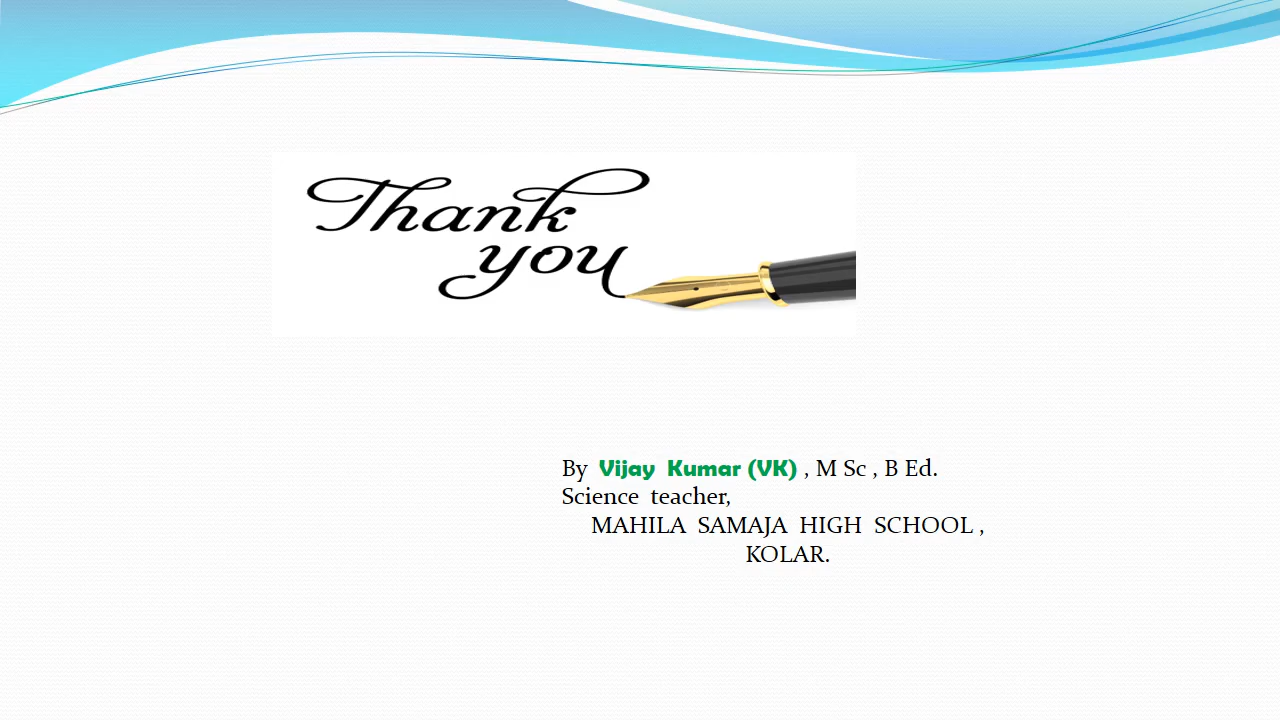 Thank
you
By Vijay Kumar (VK) , M Sc , B Ed.
Science teacher,
MAHILA SAMAJA HIGH SCHOOL ,
KOLAR.